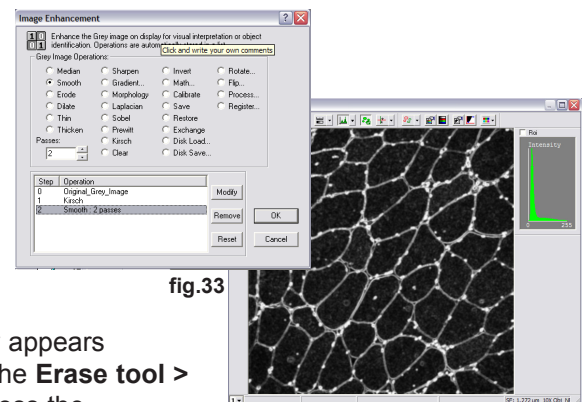 Image Enhancement
Enhance the Grey image on display for visual interpretation or object
identification. Operations are automatically stored in a list.
Click and write your own comments
Grey Image Operations:
Median Sharpen Invert Rotate...
Smooth Gradient... Math... Flip...
Erode Morphology Calibrate Process...
Dilate Laplacian Save Register...
Thin Sobel Restore
Thicken Prewitt Exchange
Passes: Kirsch Disk Load...
2 Clear Disk Save...
Step Operation
0 Original_Grey_Image
1 Kirsch
2 Smooth : 2 passes
Modify
Remove
Reset
OK
Cancel
Roi
Intensity
0 255
fig.33
appears
he Erase tool >